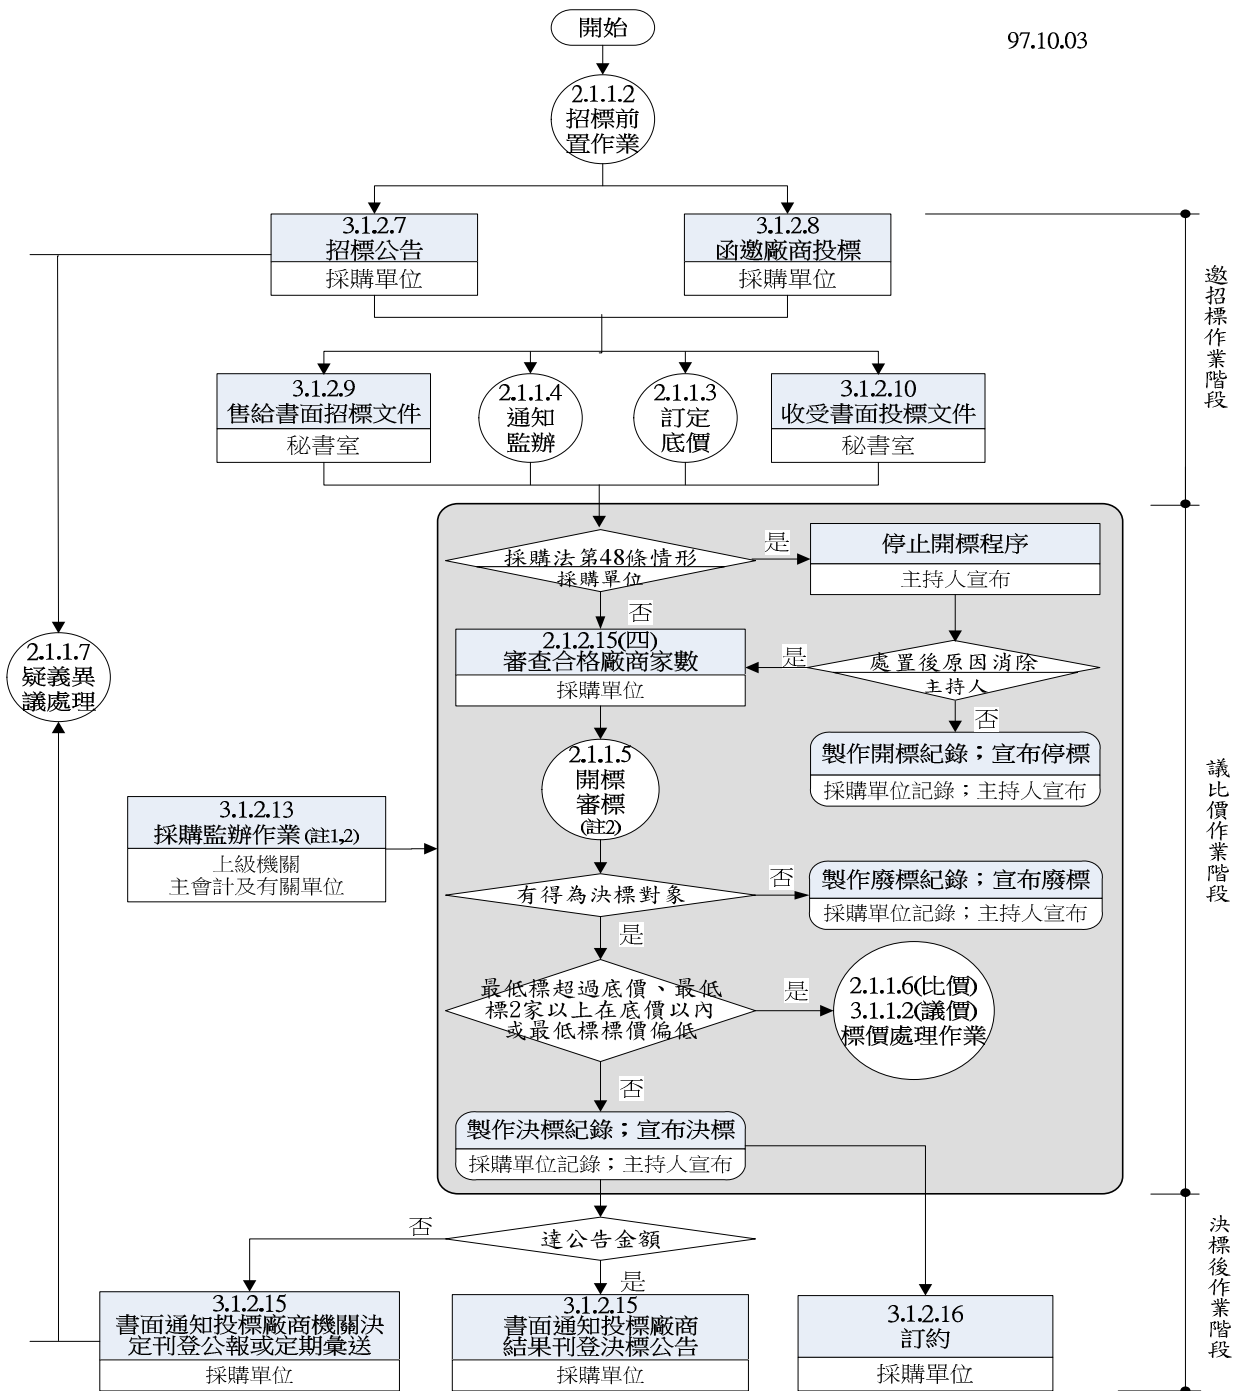 開始
97.10.03
2.1.1.2
招標前
置作業
3.1.2.7
招標公告
採購單位
3.1.2.8
函邀廠商投標
採購單位
邀招標作業階段
3.1.2.9
售給書面招標文件
秘書室
2.1.1.4
通知
監辦
2.1.1.3
訂定
底價
3.1.2.10
收受書面投標文件
秘書室
採購法第48條情形
採購單位
是
停止開標程序
主持人宣布
否
2.1.2.15(四)
審查合格廠商家數
採購單位
是
處置後原因消除
主持人
2.1.1.7
疑義異
議處理
否
製作開標紀錄；宣布停標
採購單位記錄；主持人宣布
2.1.1.5
開標
審標
(註2)
議比價作業階段
3.1.2.13
採購監辦作業(註1,2)
上級機關
主會計及有關單位
有得為決標對象
否
製作廢標紀錄；宣布廢標
採購單位記錄；主持人宣布
是
最低標超過底價、最低
標2家以上在底價以內
或最低標標價偏低
是
2.1.1.6(比價)
3.1.1.2(議價)
標價處理作業
否
製作決標紀錄；宣布決標
採購單位記錄；主持人宣布
達公告金額
否
是
決標後作業階段
3.1.2.15
書面通知投標廠商機關決
定刊登公報或定期彙送
採購單位
3.1.2.15
書面通知投標廠商
結果刊登決標公告
採購單位
3.1.2.16
訂約
採購單位